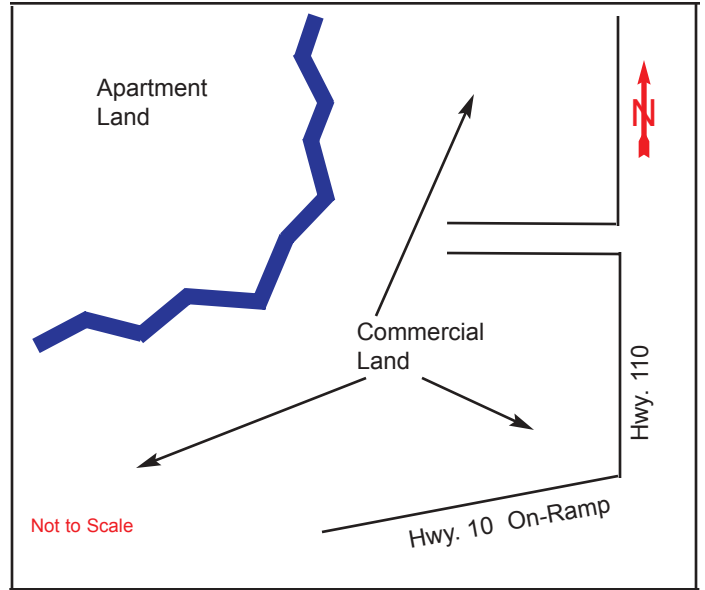 Apartment
Land
N
Commercial
Land
Hwy. 110
Hwy. 10 On-Ramp
Not to Scale